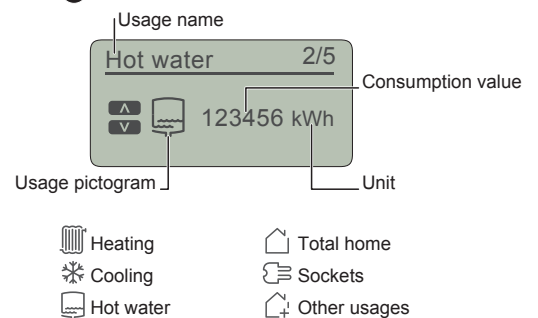 Usage name
Hot water 2/5
Consumption value
123456 kWh
Usage pictogram
Unit
Heating
Total home
Cooling
Sockets
Hot water
Other usages